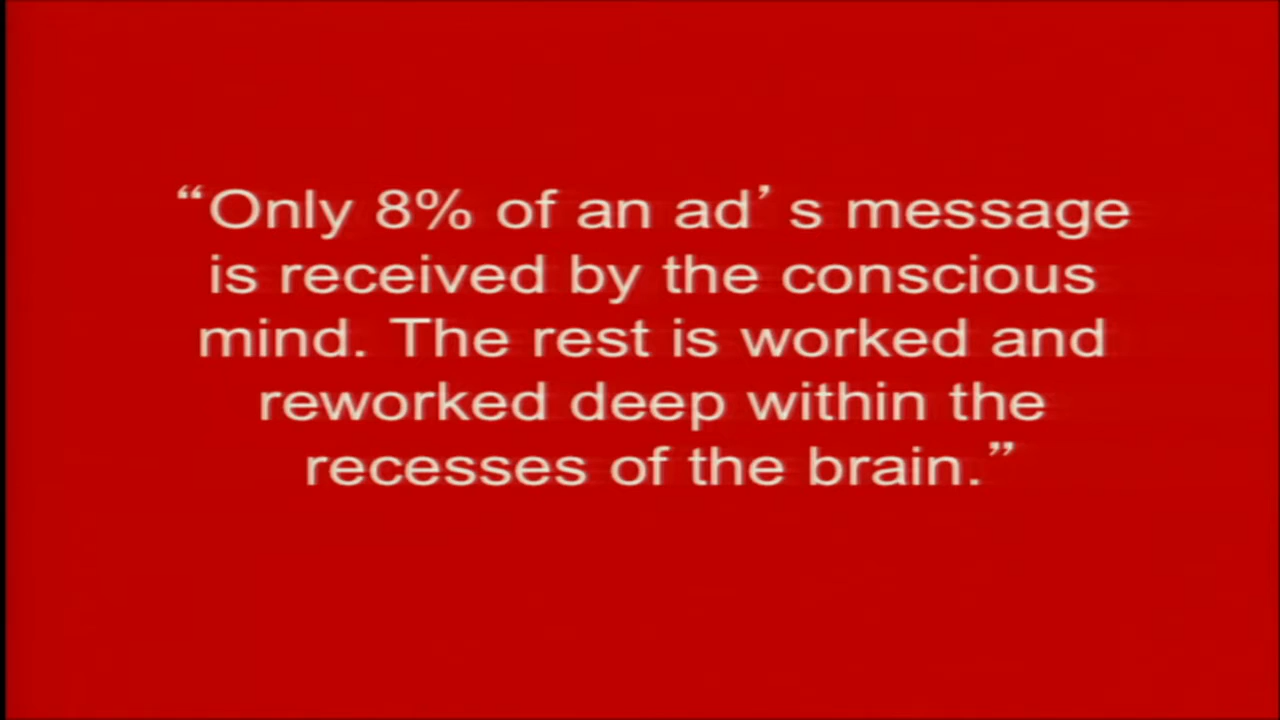 “Only 8% of an ad’s message
is received by the conscious
mind. The rest is worked and
reworked deep within the
recesses of the brain.”